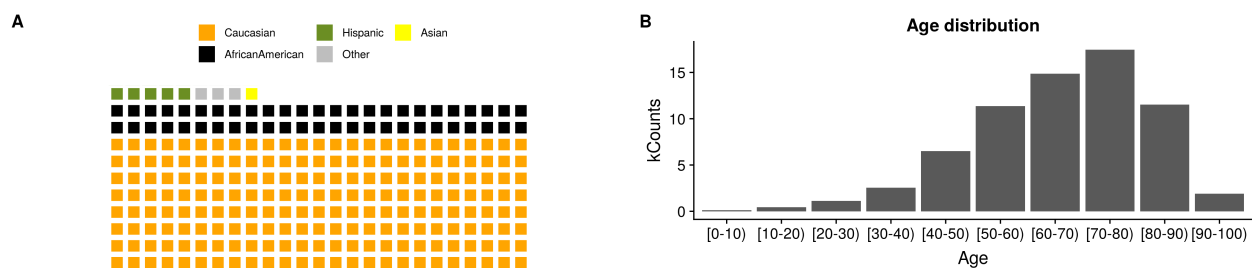 A
Caucasian Hispanic Asian
AfricanAmerican Other
B
Age distribution
kCounts
15
10
5
0
[0-10) [10-20) [20-30) [30-40) [40-50) [50-60) [60-70) [70-80) [80-90) [90-100)
Age